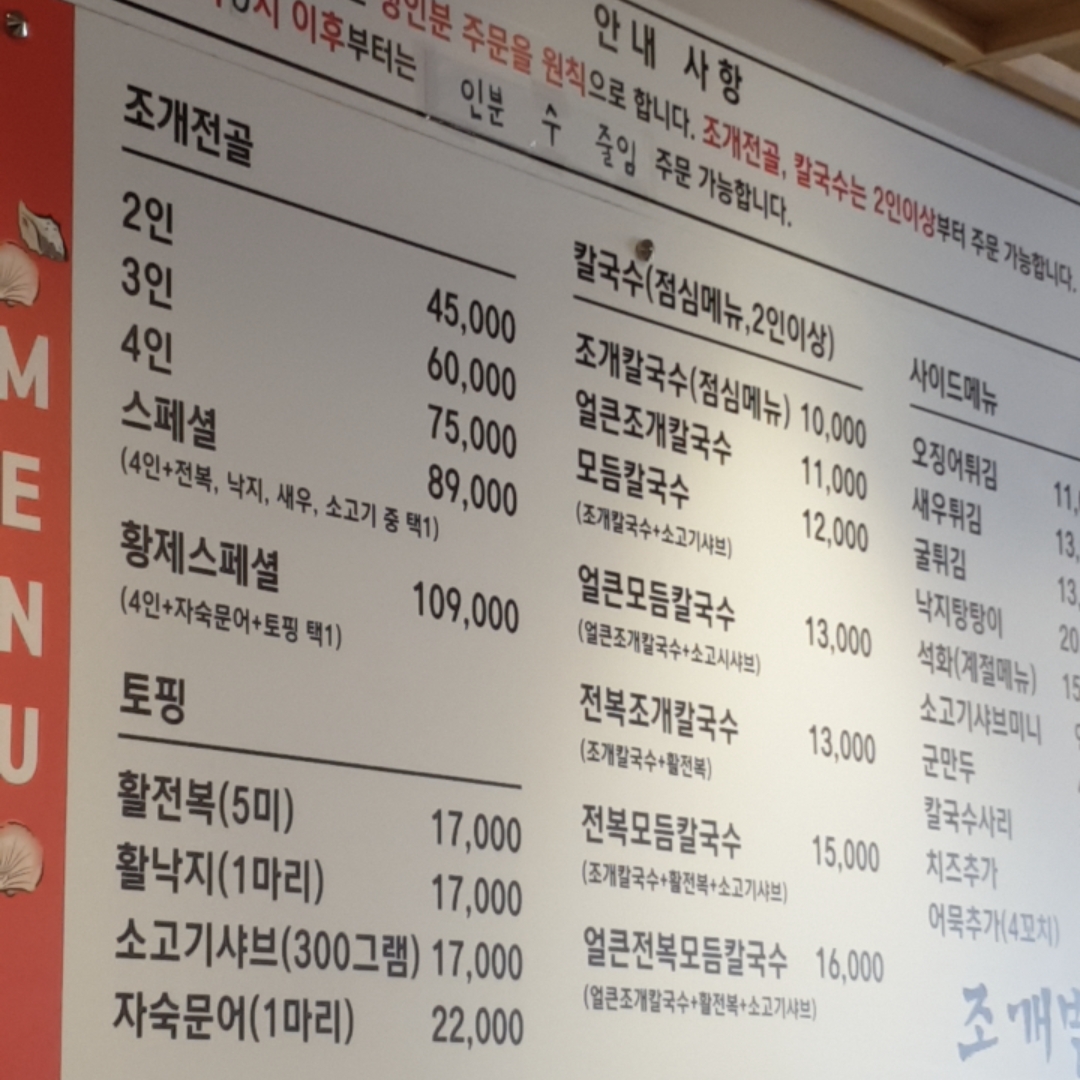 안내 사항
주문을 원칙으로 합니다. 조개전골, 칼국수는 2인이상부터 주문 가능합니다.
이후부터는 인분 수 줄임 주문 가능합니다.
MENU
조개전골
2인 45,000
3인 60,000
4인 75,000
스페셜 89,000
(4인+전복, 낙지, 새우, 소고기 중 택1)
황제스페셜 109,000
(4인+자숙문어+토핑 택1)
토핑
활전복(5미) 17,000
활낙지(1마리) 17,000
소고기샤브(300그램) 17,000
자숙문어(1마리) 22,000
칼국수(점심메뉴,2인이상)
조개칼국수(점심메뉴) 10,000
얼큰조개칼국수 11,000
모듬칼국수 12,000
(조개칼국수+소고기샤브)
얼큰모듬칼국수 13,000
(얼큰조개칼국수+소고시샤브)
전복조개칼국수 13,000
(조개칼국수+활전복)
전복모듬칼국수 15,000
(조개칼국수+활전복+소고기샤브)
얼큰전복모듬칼국수 16,000
(얼큰조개칼국수+활전복+소고기샤브)
사이드메뉴
오징어튀김 11,
새우튀김 13,
굴튀김 13,
낙지탕탕이 20
석화(계절메뉴) 15
소고기샤브미니
군만두
칼국수사리
치즈추가
어묵추가(4꼬치)
조개